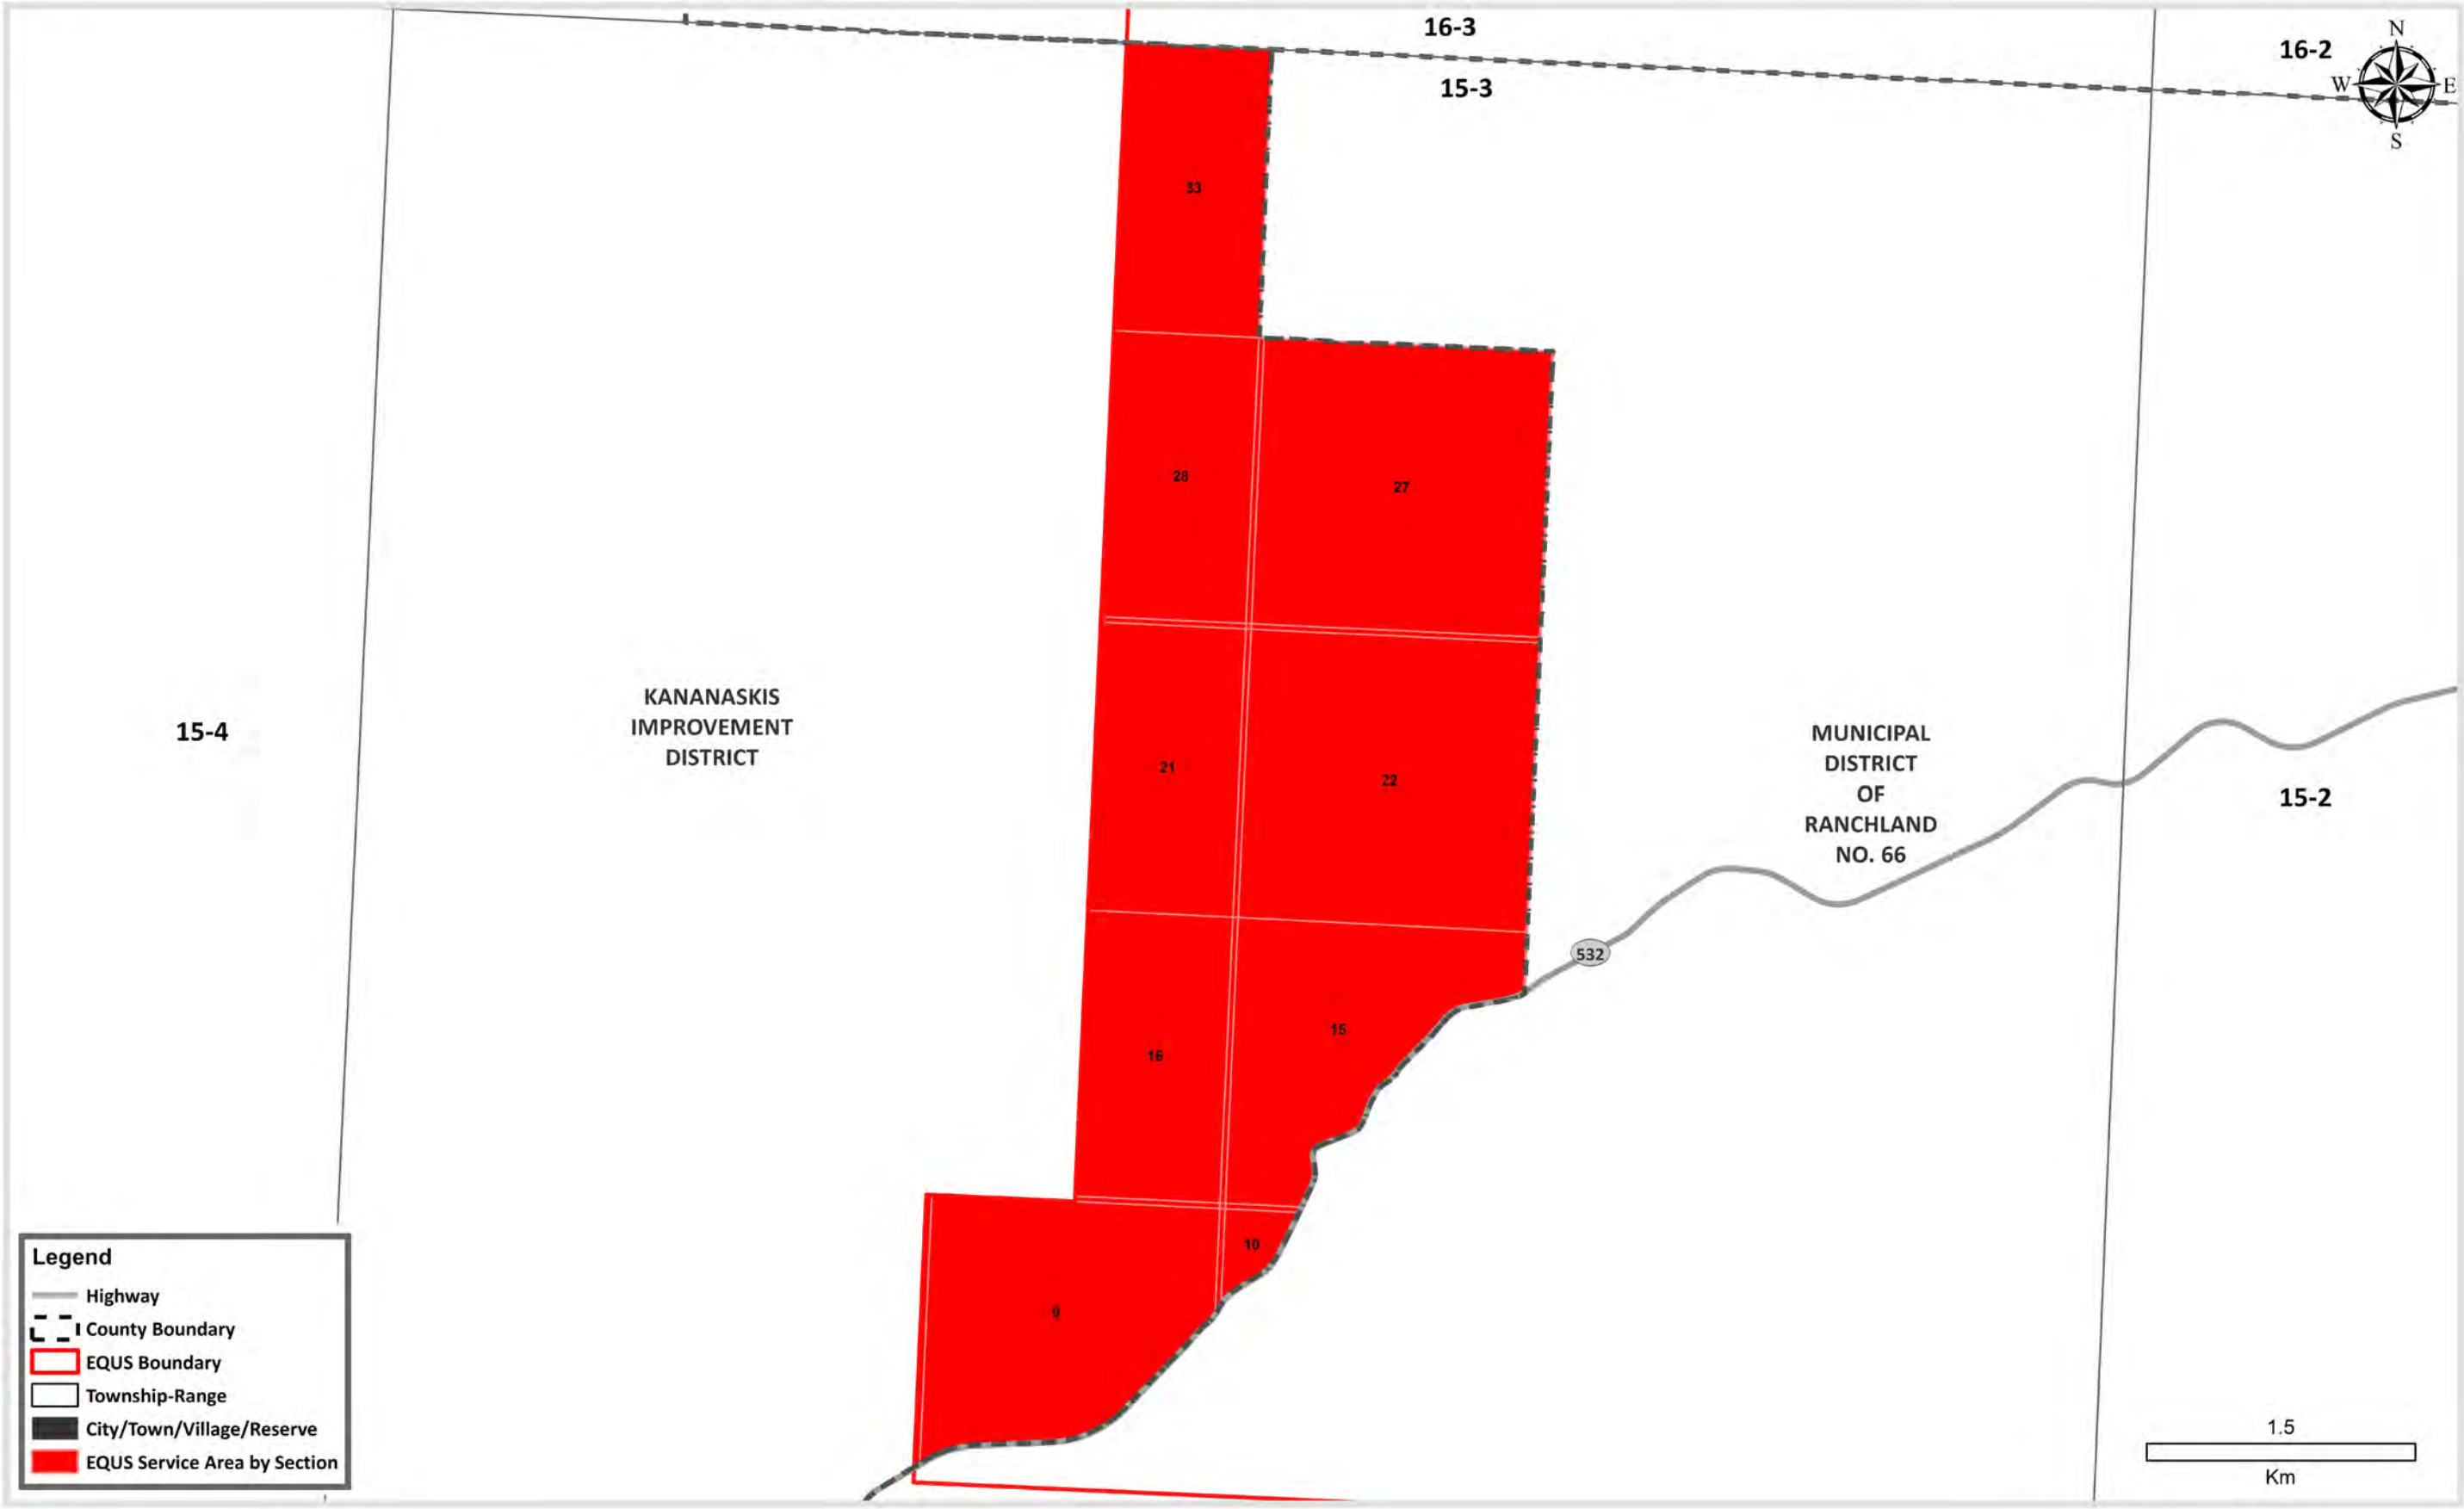 16-3
16-2
N
W
E
S
15-3
33
28
27
KANANASKIS
IMPROVEMENT
DISTRICT
15-4
21
22
MUNICIPAL
DISTRICT
OF
RANCHLAND
NO. 66
15-2
532
15
16
10
9
Legend
Highway
County Boundary
EQUS Boundary
Township-Range
City/Town/Village/Reserve
EQUS Service Area by Section
1.5
Km